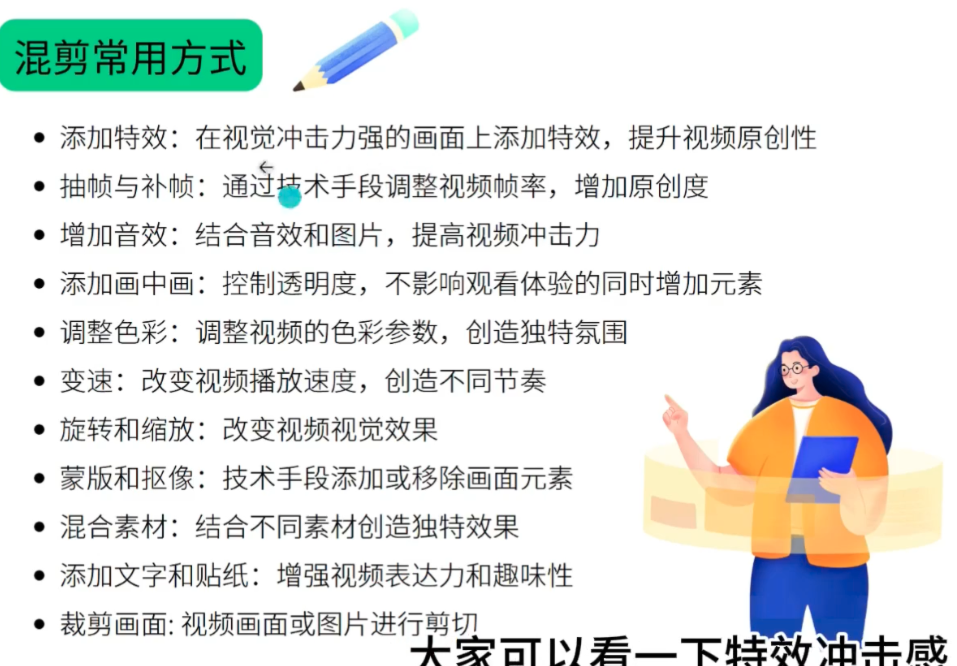 混剪常用方式
添加特效：在视觉冲击力强的画面上添加特效，提升视频原创性
抽帧与补帧：通过技术手段调整视频帧率，增加原创度
增加音效：结合音效和图片，提高视频冲击力
添加画中画：控制透明度，不影响观看体验的同时增加元素
调整色彩：调整视频的色彩参数，创造独特氛围
变速：改变视频播放速度，创造不同节奏
旋转和缩放：改变视频视觉效果
蒙版和抠像：技术手段添加或移除画面元素
混合素材：结合不同素材创造独特效果
添加文字和贴纸：增强视频表达力和趣味性
裁剪画面: 视频画面或图片进行剪切
大家可以看一下特效冲击感